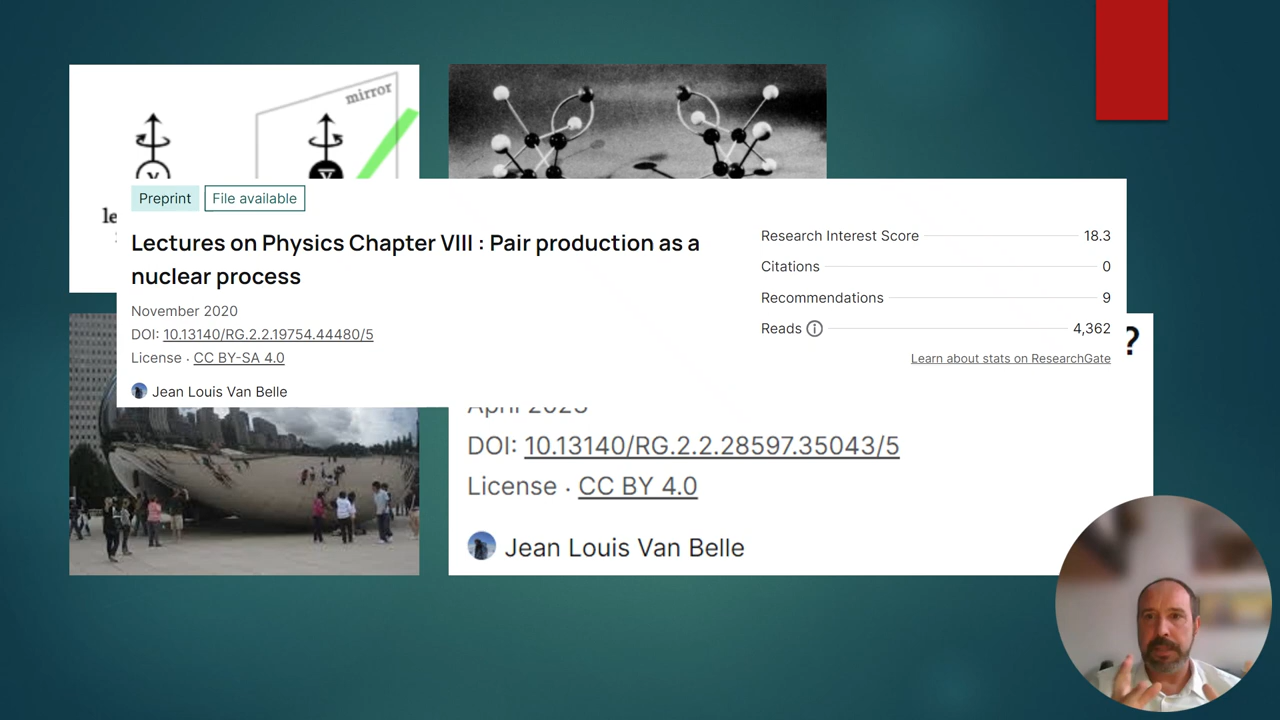 mirror
Preprint
File available
Lectures on Physics Chapter VIII : Pair production as a
nuclear process
November 2020
DOI: 10.13140/RG.2.2.19754.44480/5
License · CC BY-SA 4.0
Jean Louis Van Belle
Research Interest Score 18.3
Citations 0
Recommendations 9
Reads 4,362
Learn about stats on ResearchGate
?
DOI: 10.13140/RG.2.2.28597.35043/5
License · CC BY 4.0
Jean Louis Van Belle